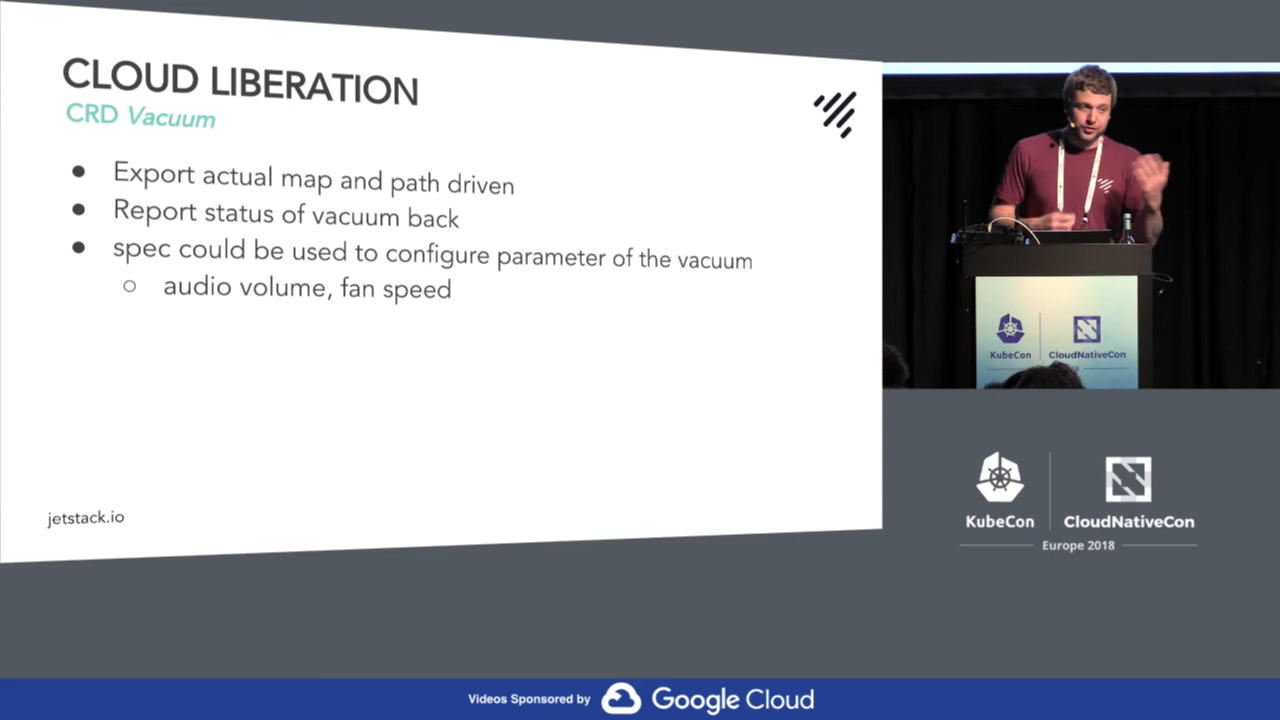 CLOUD LIBERATION
CRD Vacuum
● Export actual map and path driven
● Report status of vacuum back
● spec could be used to configure parameter of the vacuum
○ audio volume, fan speed
jetstack.io
KubeCon
CloudNativeCon
KubeCon
CloudNativeCon
Europe 2018
Videos Sponsored by Google Cloud